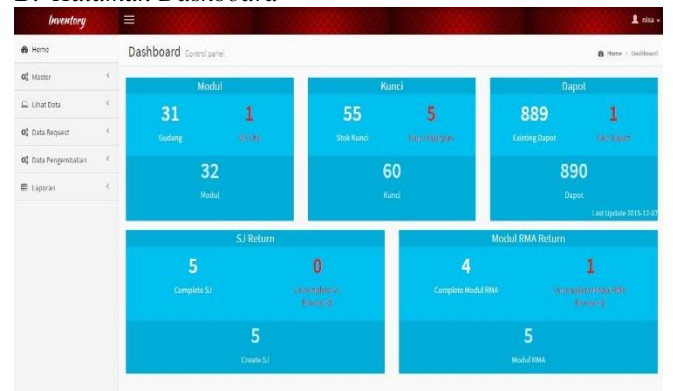 Inventory
nisa
Home
Dashboard Control panel
Home > Dashboard
Master
Lihat Data
Data Request
Data Pengembalian
Laporan
Modul
31 1
Gudang
32
Modul
Kunci
55 5
Stok Kunci
60
Kunci
Dapot
889 1
Existing Dapot
890
Dapot
Last Update 2015-12-07
SJ Return
5 0
Complete SJ
5
Create SJ
Modul RMA Return
4 1
Complete Modul RMA
5
Modul RMA